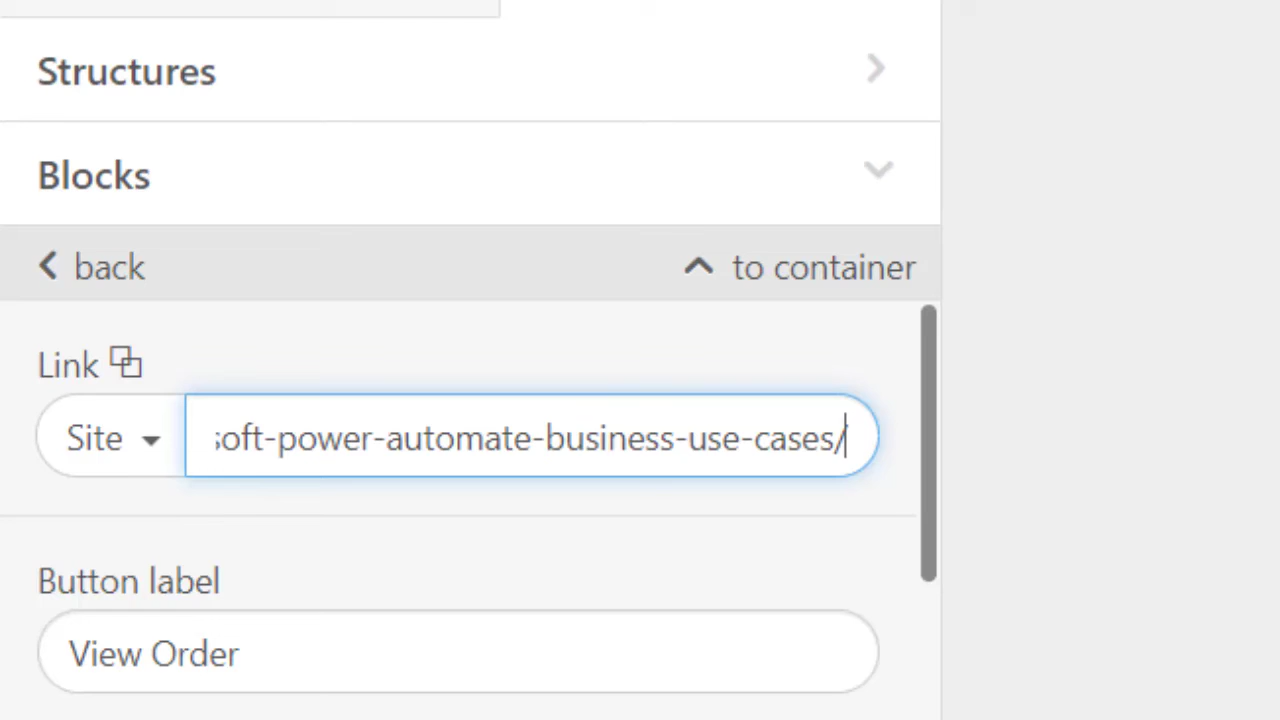 Structures
Blocks
back
to container
Link
Site
soft-power-automate-business-use-cases/
Button label
View Order